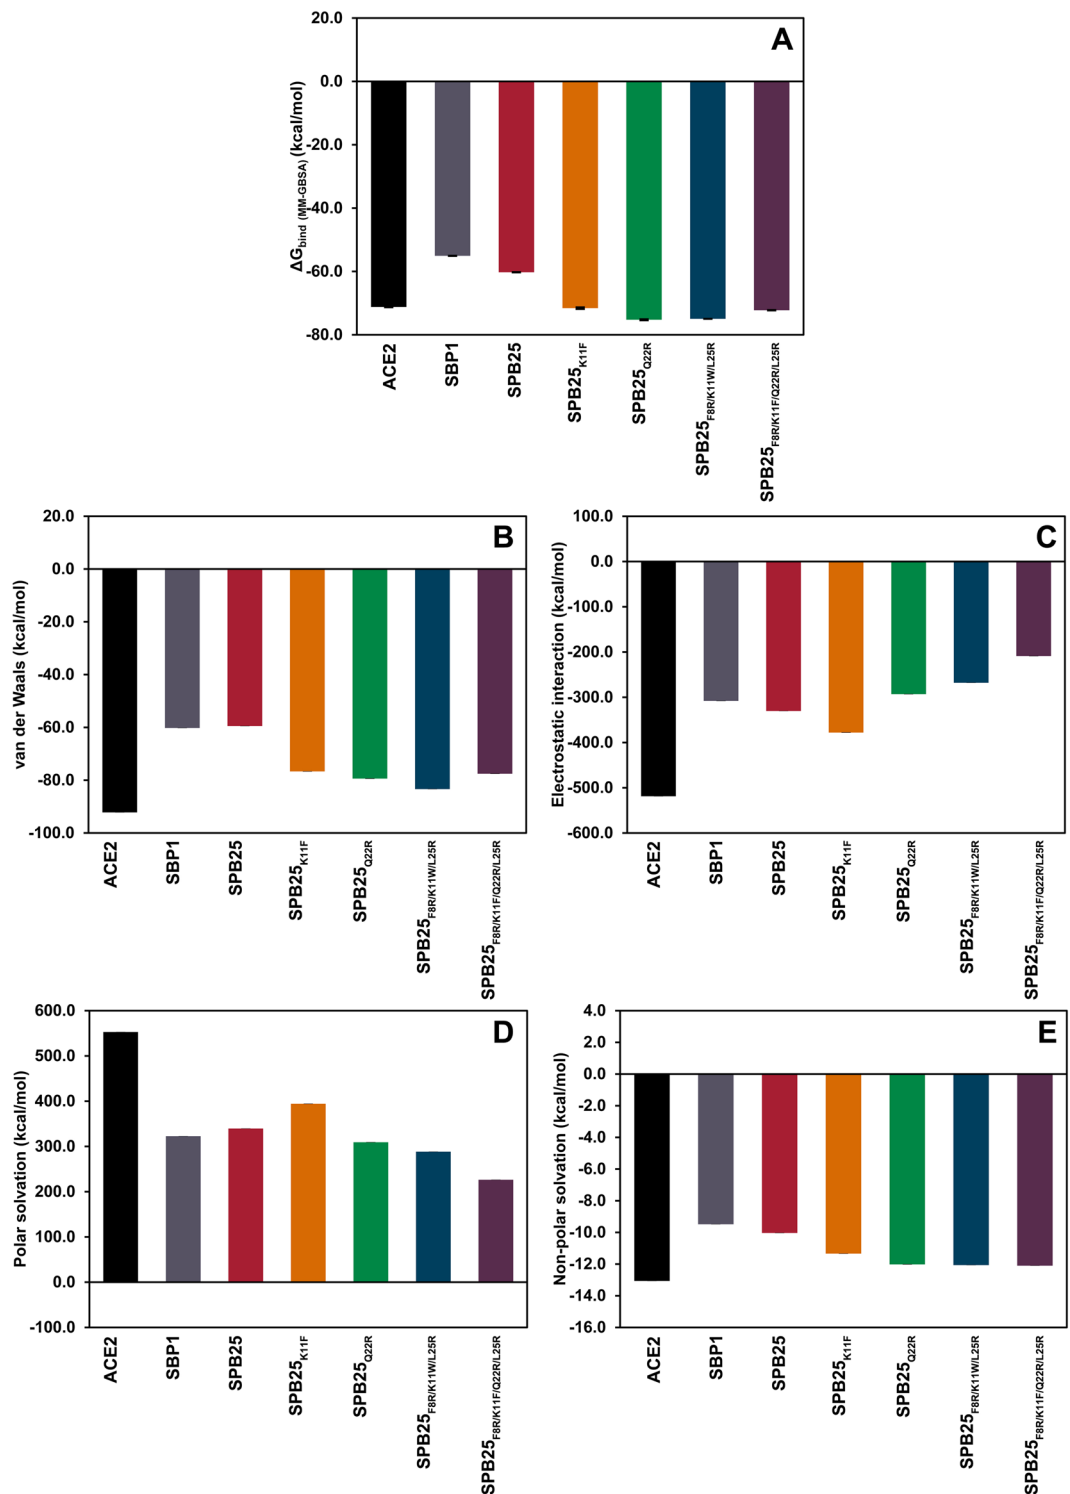 A
20.0
0.0
-20.0
-40.0
-60.0
-80.0
ΔGbind (MM-GBSA) (kcal/mol)
ACE2
SBP1
SPB25
SPB25K11F
SPB25Q22R
SPB25F8R/K11W/L25R
SPB25F8R/K11F/Q22R/L25R
B
20.0
0.0
-20.0
-40.0
-60.0
-80.0
-100.0
van der Waals (kcal/mol)
ACE2
SBP1
SPB25
SPB25K11F
SPB25Q22R
SPB25F8R/K11W/L25R
SPB25F8R/K11F/Q22R/L25R
C
100.0
0.0
-100.0
-200.0
-300.0
-400.0
-500.0
-600.0
Electrostatic interaction (kcal/mol)
ACE2
SBP1
SPB25
SPB25K11F
SPB25Q22R
SPB25F8R/K11W/L25R
SPB25F8R/K11F/Q22R/L25R
D
600.0
500.0
400.0
300.0
200.0
100.0
0.0
-100.0
Polar solvation (kcal/mol)
ACE2
SBP1
SPB25
SPB25K11F
SPB25Q22R
SPB25F8R/K11W/L25R
SPB25F8R/K11F/Q22R/L25R
E
4.0
2.0
0.0
-2.0
-4.0
-6.0
-8.0
-10.0
-12.0
-14.0
-16.0
Non-polar solvation (kcal/mol)
ACE2
SBP1
SPB25
SPB25K11F
SPB25Q22R
SPB25F8R/K11W/L25R
SPB25F8R/K11F/Q22R/L25R